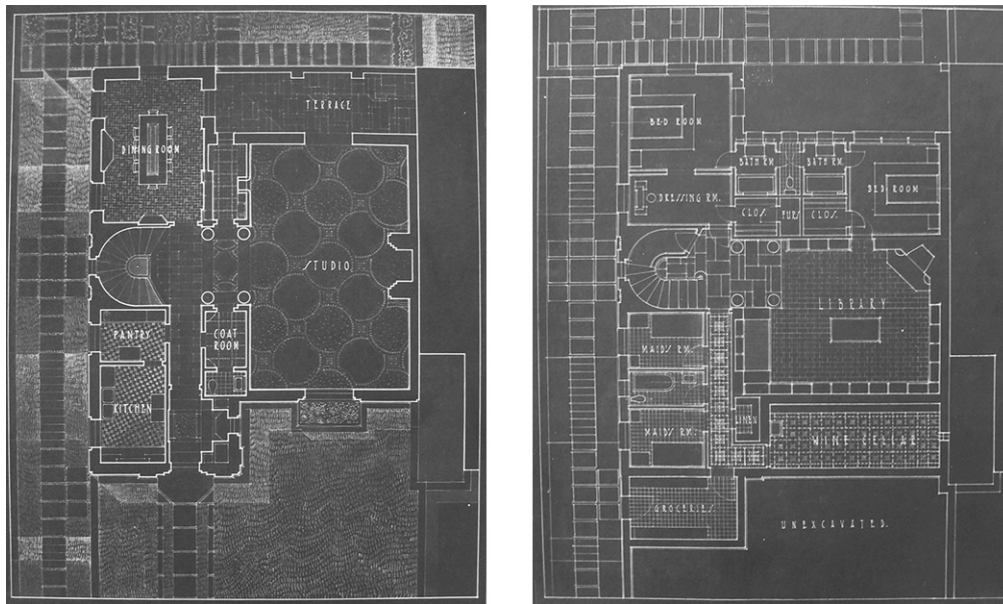 TERRACE
DINING ROOM
STUDIO
COAT
ROOM
PANTRY
KITCHEN
BED ROOM
BATH RM.
BATH RM.
BED ROOM
DRESSING RM.
CLOS.
FURS
CLOS.
LIBRARY
MAIDS RM.
MAIDS RM.
LINEN
WINE CELLAR
GROCERIES
UNEXCAVATED.